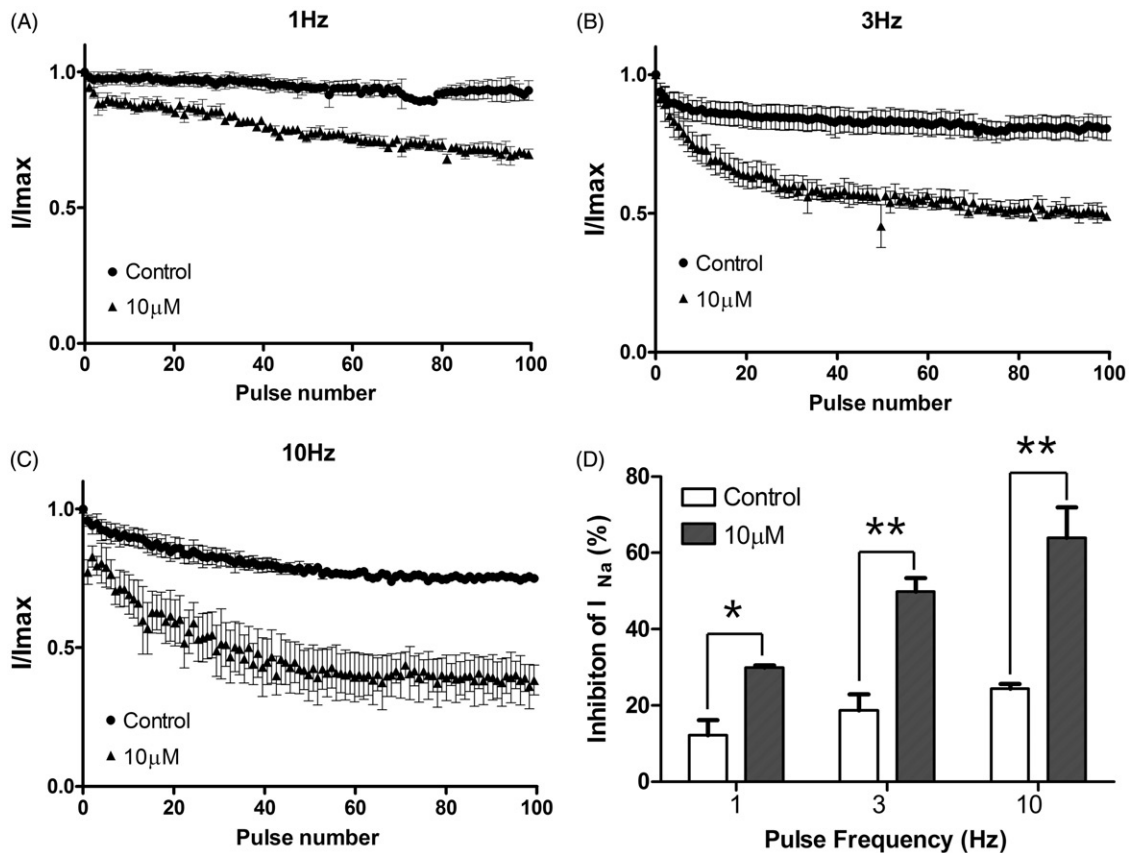 (A)
1Hz
1.0
0.5
0.0
I/Imax
Control
10μM
0 20 40 60 80 100
Pulse number
(B)
3Hz
1.0
0.5
0.0
I/Imax
Control
10μM
0 20 40 60 80 100
Pulse number
(C)
10Hz
1.0
0.5
0.0
I/Imax
Control
10μM
0 20 40 60 80 100
Pulse number
(D)
80
60
40
20
0
Inhibiton of I Na (%)
Control
10μM
*
**
**
1 3 10
Pulse Frequency (Hz)